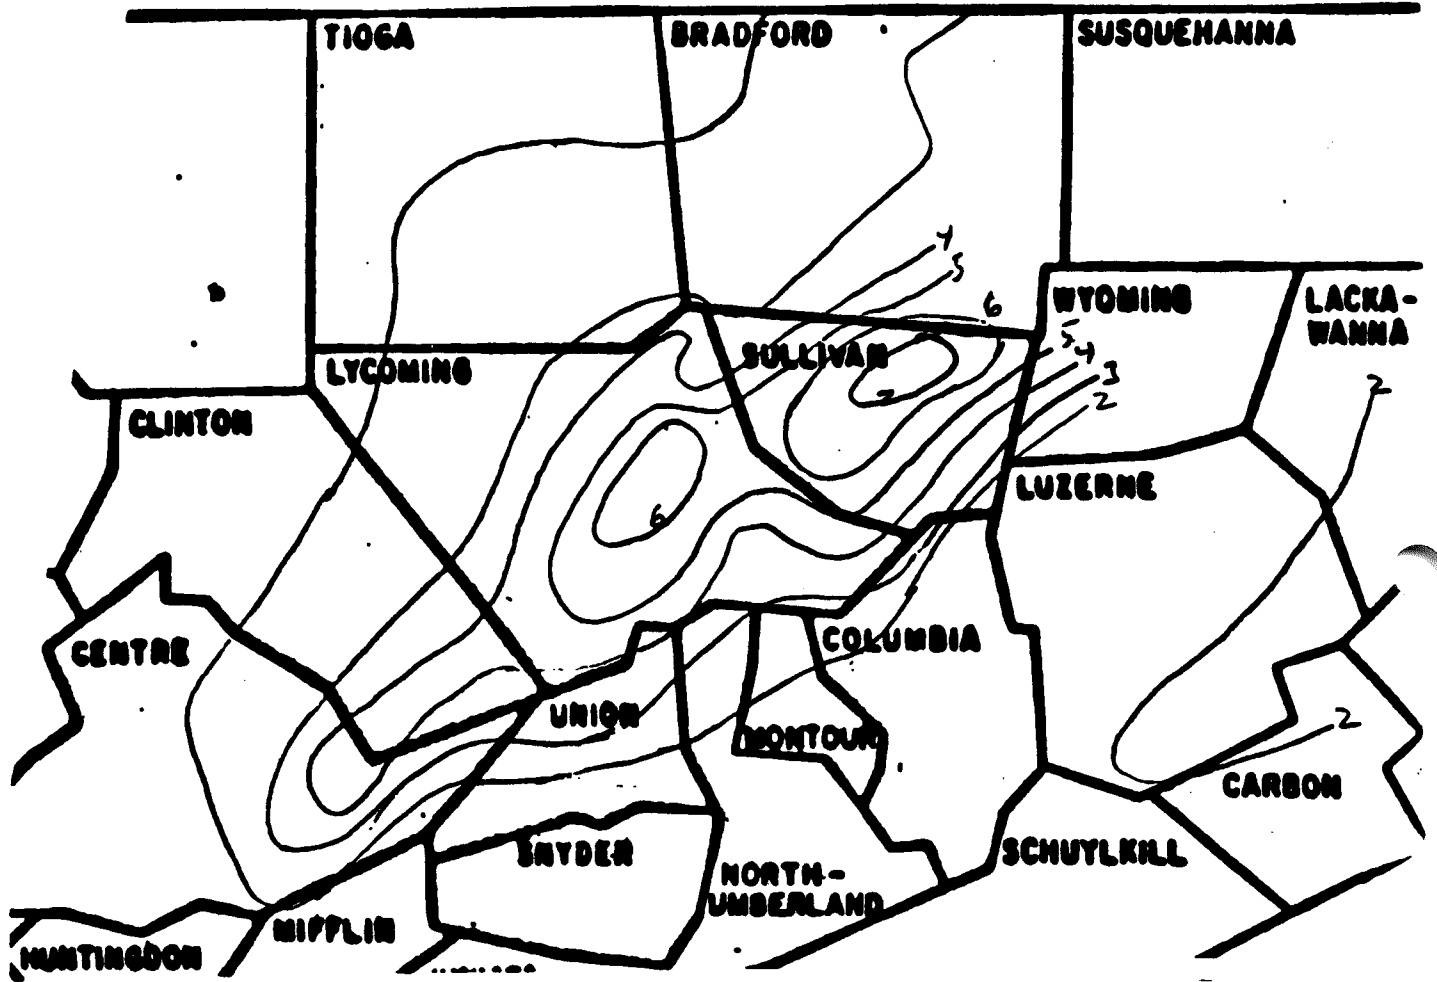 TIOGA
BRADFORD
SUSQUEHANNA
4
5
6
WYOMING
LACKA-
WANNA
LYCOMING
SULLIVAN
5
4
3
2
2
7
CLINTON
LUZERNE
6
CENTRE
COLUMBIA
UNION
MONTOUR
2
CARBON
SNYDER
SCHUYLKILL
NORTH-
UMBERLAND
MIFFLIN
HUNTINGDON